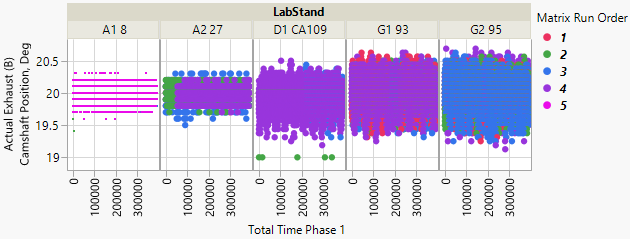 LabStand
A1 8
A2 27
D1 CA109
G1 93
G2 95
Matrix Run Order
1
2
3
4
5
Actual Exhaust (B)
Camshaft Position, Deg
20.5
20
19.5
19
0 100000 200000 300000
0 100000 200000 300000
0 100000 200000 300000
0 100000 200000 300000
0 100000 200000 300000
Total Time Phase 1